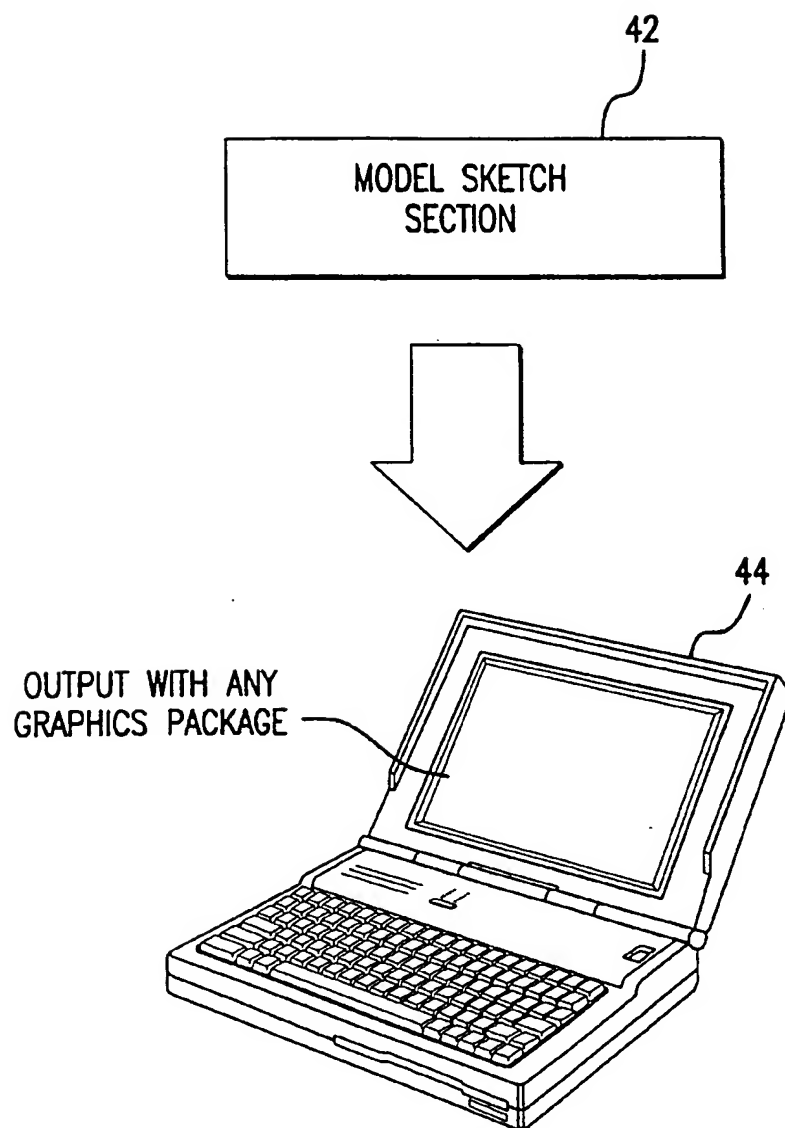 42
MODEL SKETCH
SECTION
44
OUTPUT WITH ANY
GRAPHICS PACKAGE